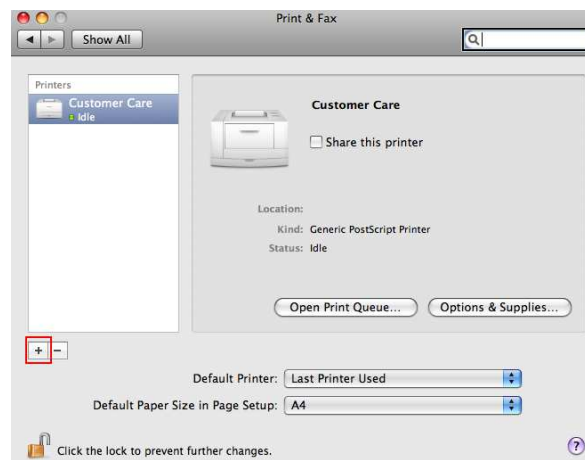 Print & Fax
Show All
Printers
Customer Care
Idle
Customer Care
Share this printer
Location:
Kind: Generic PostScript Printer
Status: Idle
Open Print Queue...
Options & Supplies...
+ −
Default Printer: Last Printer Used
Default Paper Size in Page Setup: A4
Click the lock to prevent further changes.
?